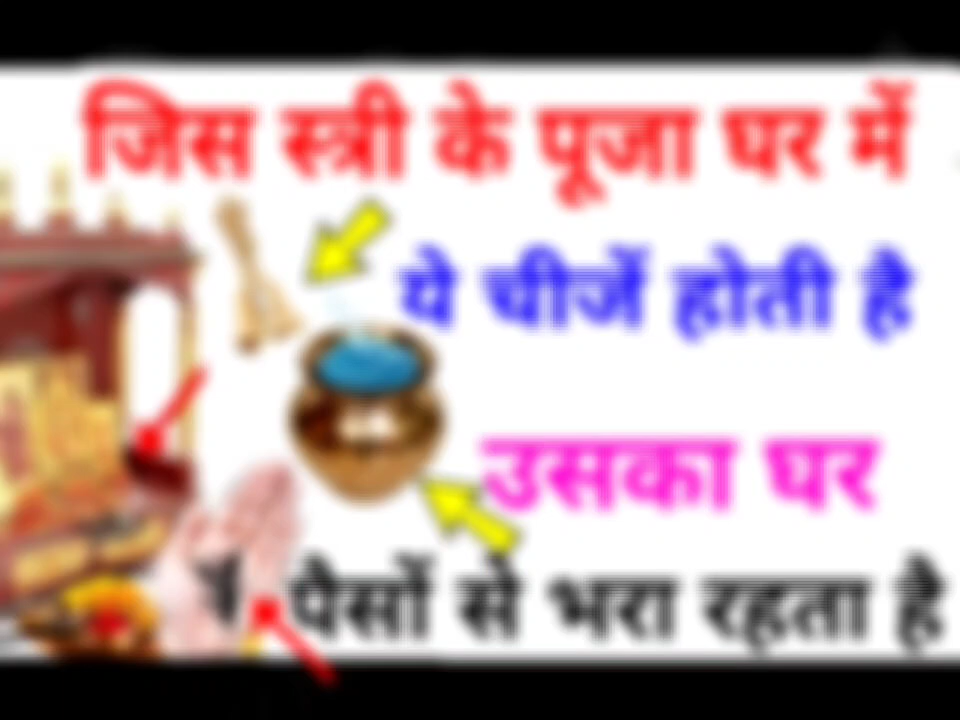 जिस स्त्री के पूजा घर में
ये चीजें होती है
उसका घर
पैसों से भरा रहता है